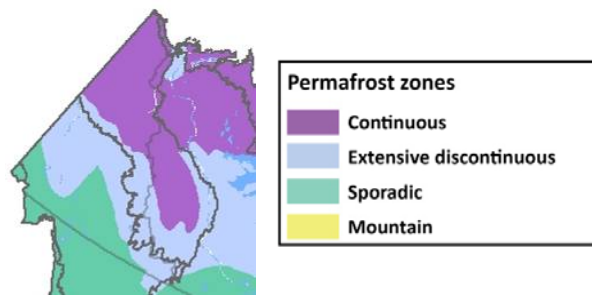 Permafrost zones
Continuous
Extensive discontinuous
Sporadic
Mountain